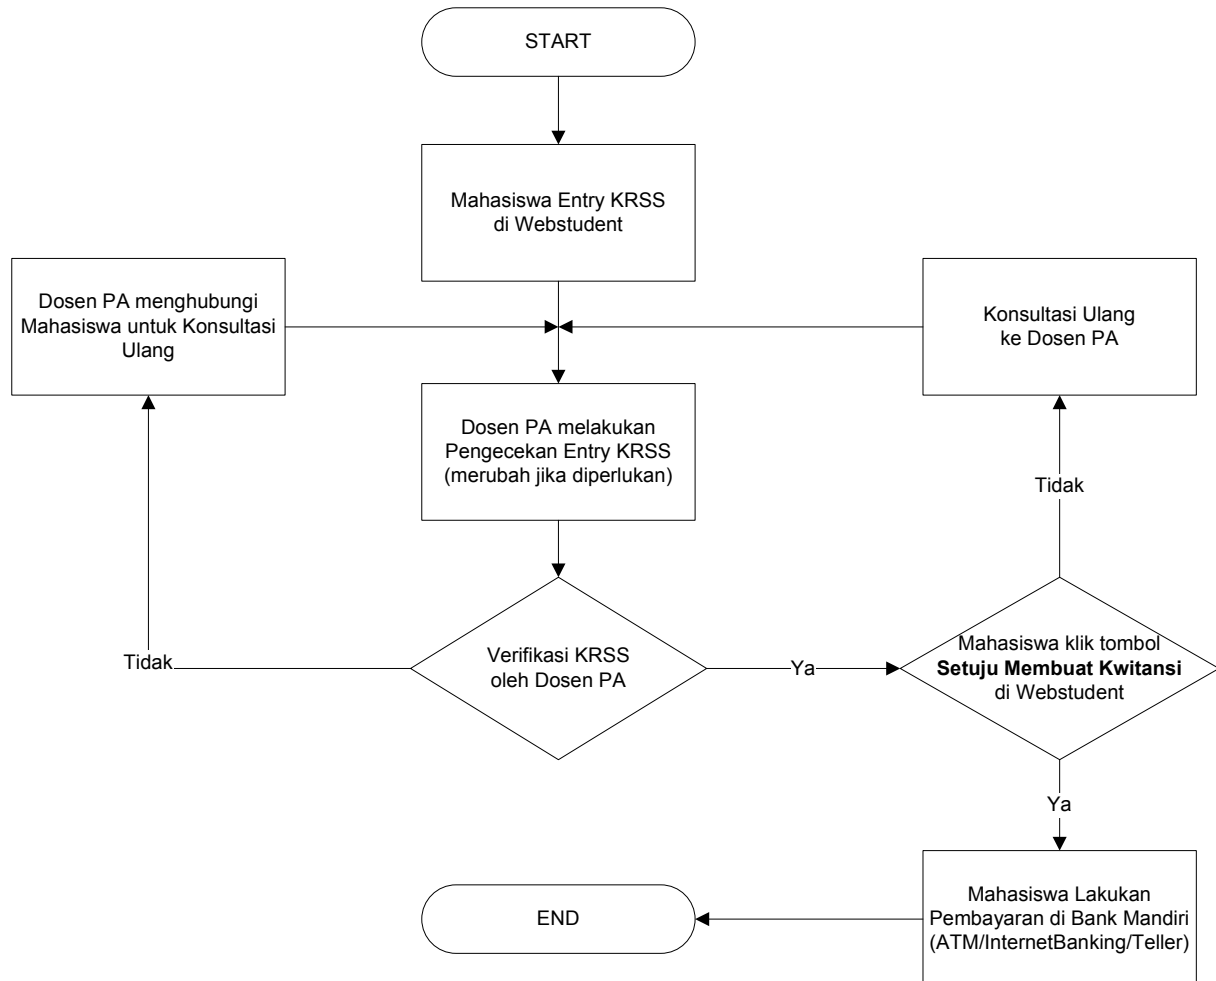 START
Mahasiswa Entry KRSS
di Webstudent
Dosen PA menghubungi
Mahasiswa untuk Konsultasi
Ulang
Konsultasi Ulang
ke Dosen PA
Dosen PA melakukan
Pengecekan Entry KRSS
(merubah jika diperlukan)
Tidak
Verifikasi KRSS
oleh Dosen PA
Tidak
Ya
Mahasiswa klik tombol
Setuju Membuat Kwitansi
di Webstudent
Ya
Mahasiswa Lakukan
Pembayaran di Bank Mandiri
(ATM/InternetBanking/Teller)
END